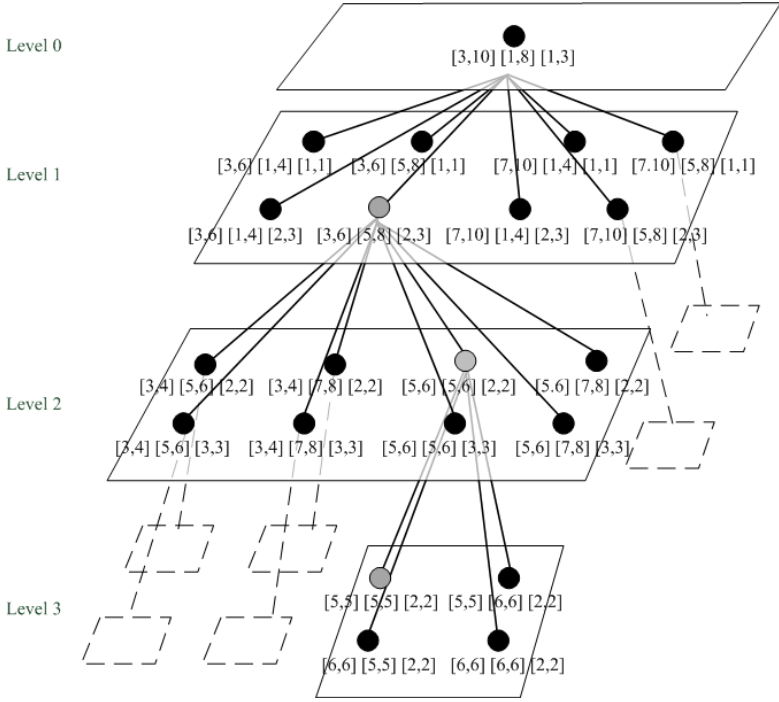 Level 0
[3,10] [1,8] [1,3]
Level 1
[3,6] [1,4] [1,1] [3,6] [5,8] [1,1] [7,10] [1,4] [1,1] [7.10] [5,8] [1,1]
[3,6] [1,4] [2,3] [3,6] [5,8] [2,3] [7,10] [1,4] [2,3] [7,10] [5,8] [2,3]
Level 2
[3,4] [5,6] [2,2] [3,4] [7,8] [2,2] [5,6] [5,6] [2,2] [5,6] [7,8] [2,2]
[3,4] [5,6] [3,3] [3,4] [7,8] [3,3] [5,6] [5,6] [3,3] [5,6] [7,8] [3,3]
Level 3
[5,5] [5,5] [2,2] [5,5] [6,6] [2,2]
[6,6] [5,5] [2,2] [6,6] [6,6] [2,2]